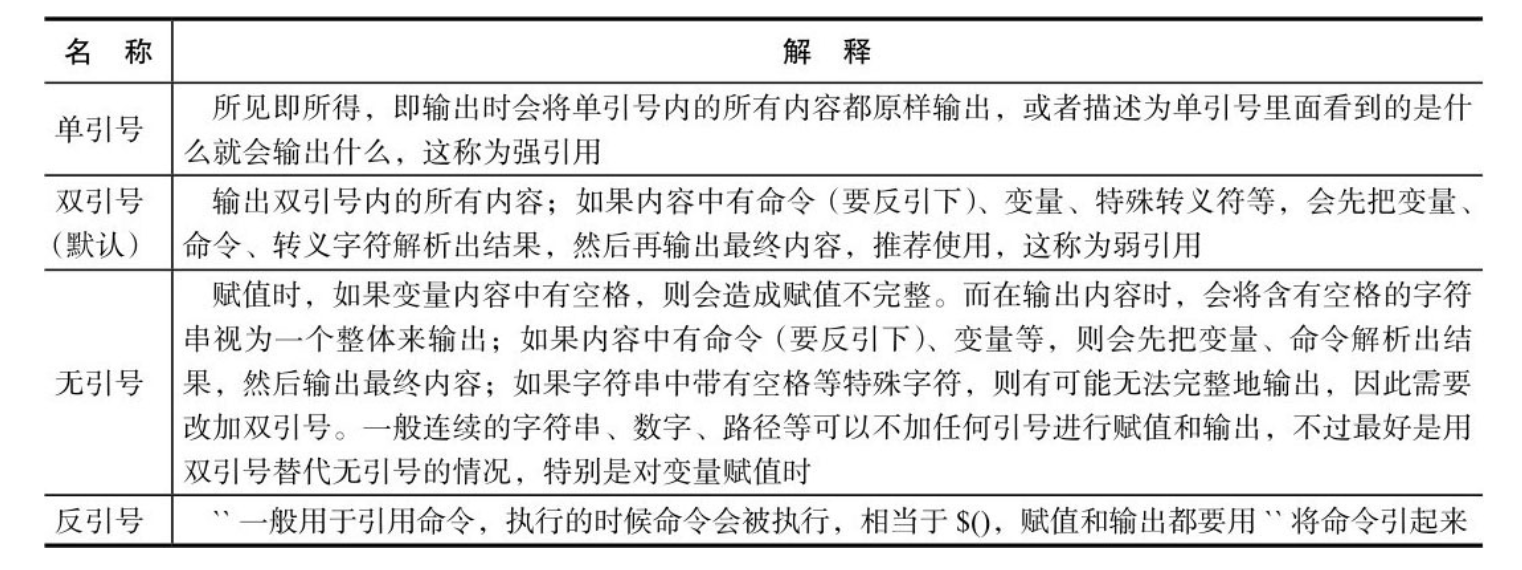 名 称
解 释
单引号
所见即所得，即输出时会将单引号内的所有内容都原样输出，或者描述为单引号里面看到的是什
么就会输出什么，这称为强引用
双引号
（默认）
输出双引号内的所有内容；如果内容中有命令（要反引下）、变量、特殊转义符等，会先把变量、
命令、转义字符解析出结果，然后再输出最终内容，推荐使用，这称为弱引用
无引号
赋值时，如果变量内容中有空格，则会造成赋值不完整。而在输出内容时，会将含有空格的字符
串视为一个整体来输出；如果内容中有命令（要反引下）、变量等，则会先把变量、命令解析出结
果，然后输出最终内容；如果字符串中带有空格等特殊字符，则有可能无法完整地输出，因此需要
改加双引号。一般连续的字符串、数字、路径等可以不加任何引号进行赋值和输出，不过最好是用
双引号替代无引号的情况，特别是对变量赋值时
反引号
`` 一般用于引用命令，执行的时候命令会被执行，相当于 $()，赋值和输出都要用 `` 将命令引起来